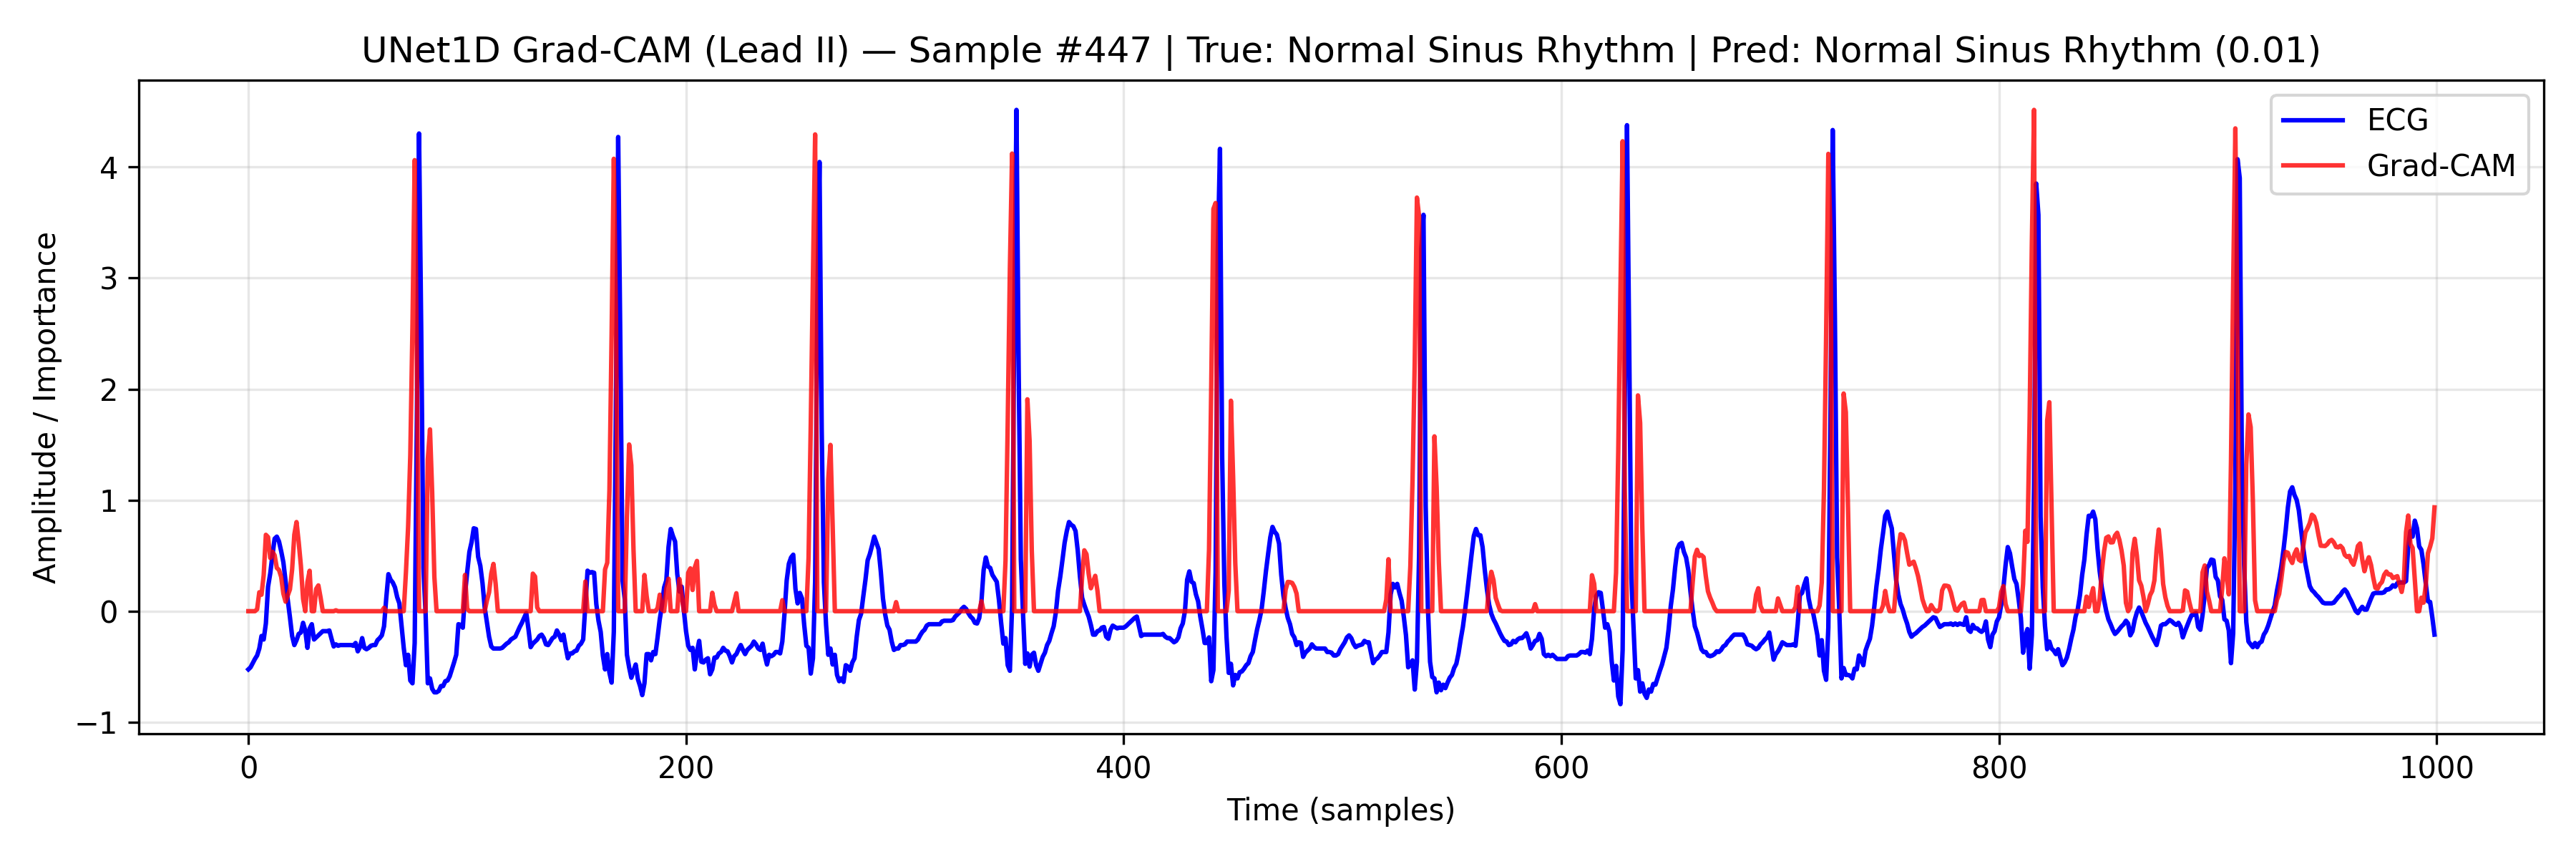 UNet1D Grad-CAM (Lead II) — Sample #447 | True: Normal Sinus Rhythm | Pred: Normal Sinus Rhythm (0.01)
ECG
Grad-CAM
Amplitude / Importance
4
3
2
1
0
−1
0 200 400 600 800 1000
Time (samples)